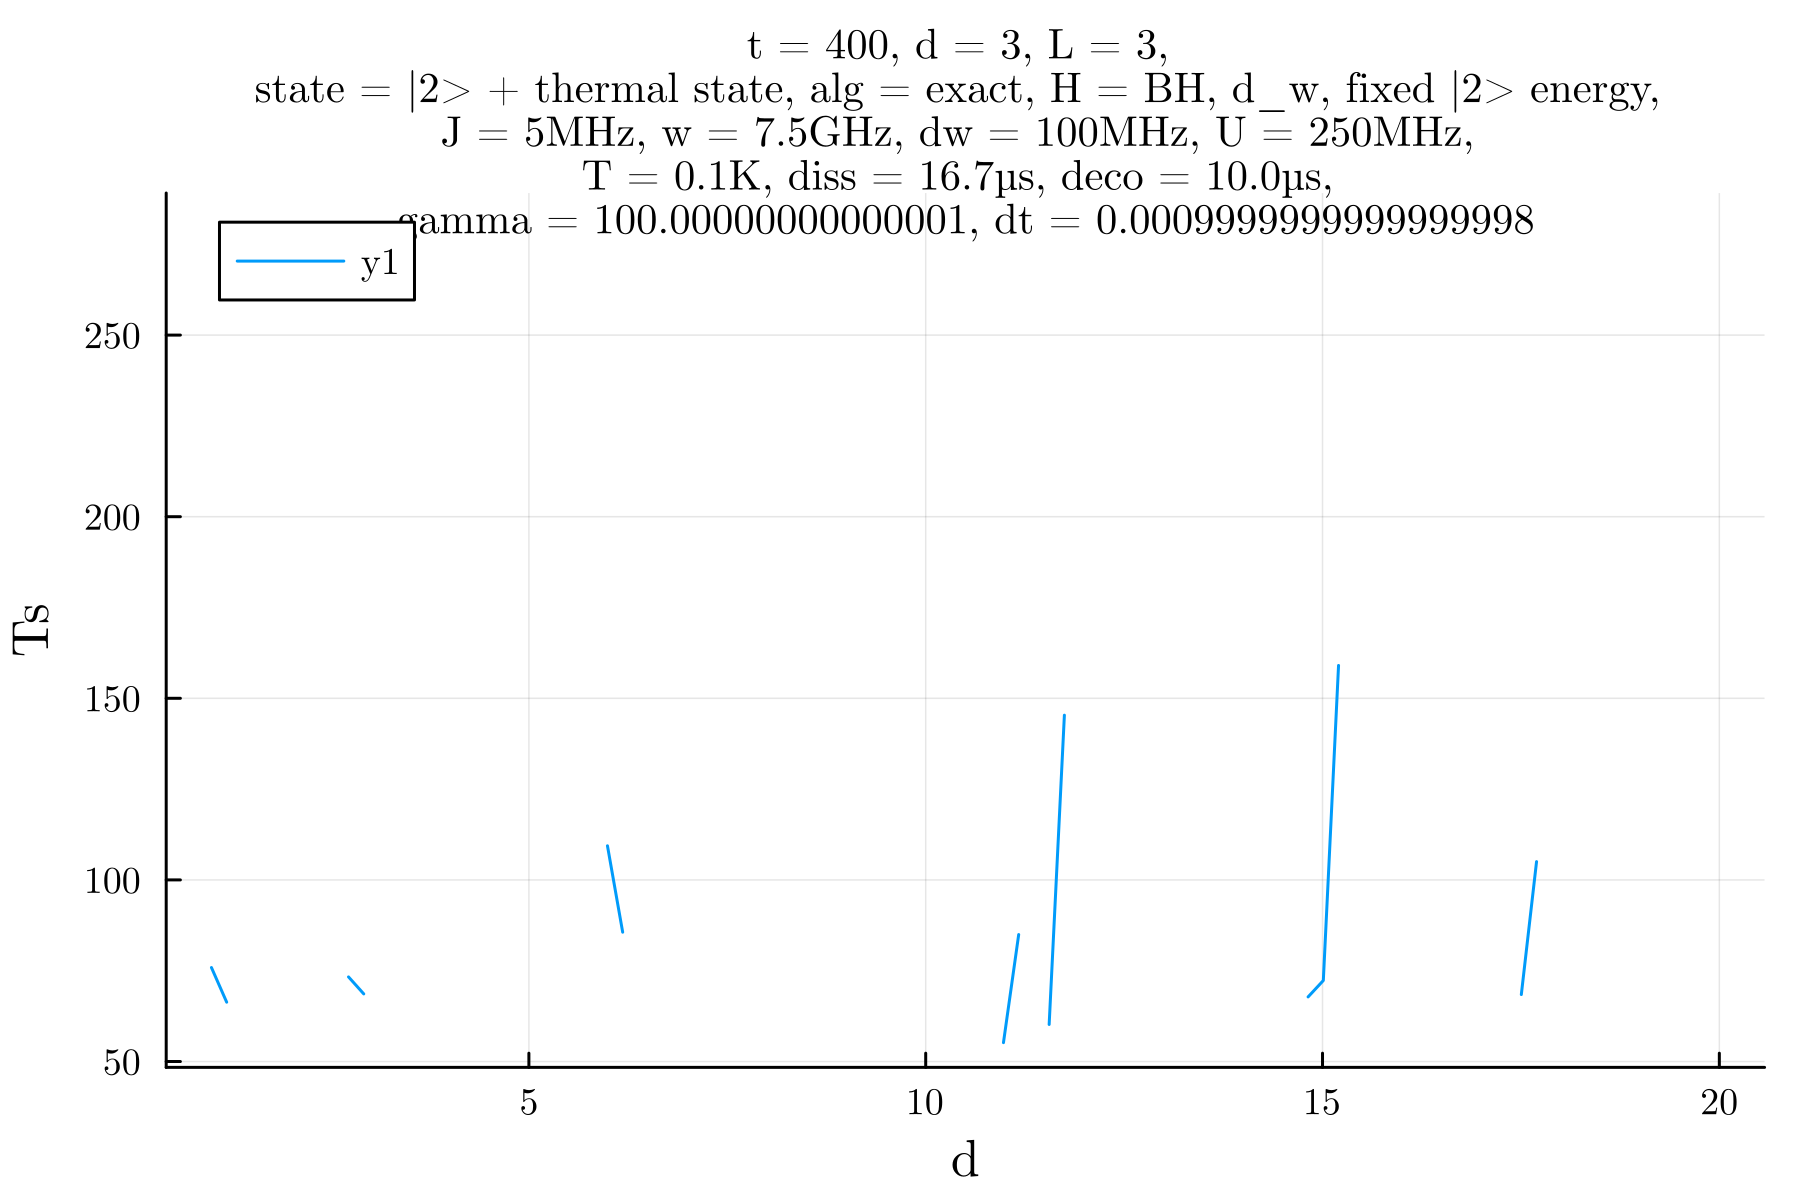 t = 400, d = 3, L = 3,
state = |2> + thermal state, alg = exact, H = BH, d_w, fixed |2> energy,
J = 5MHz, w = 7.5GHz, dw = 100MHz, U = 250MHz,
T = 0.1K, diss = 16.7µs, deco = 10.0µs,
gamma = 100.00000000000001, dt = 0.0009999999999999998
y1
250
200
150
100
50
Ts
5 10 15 20
d